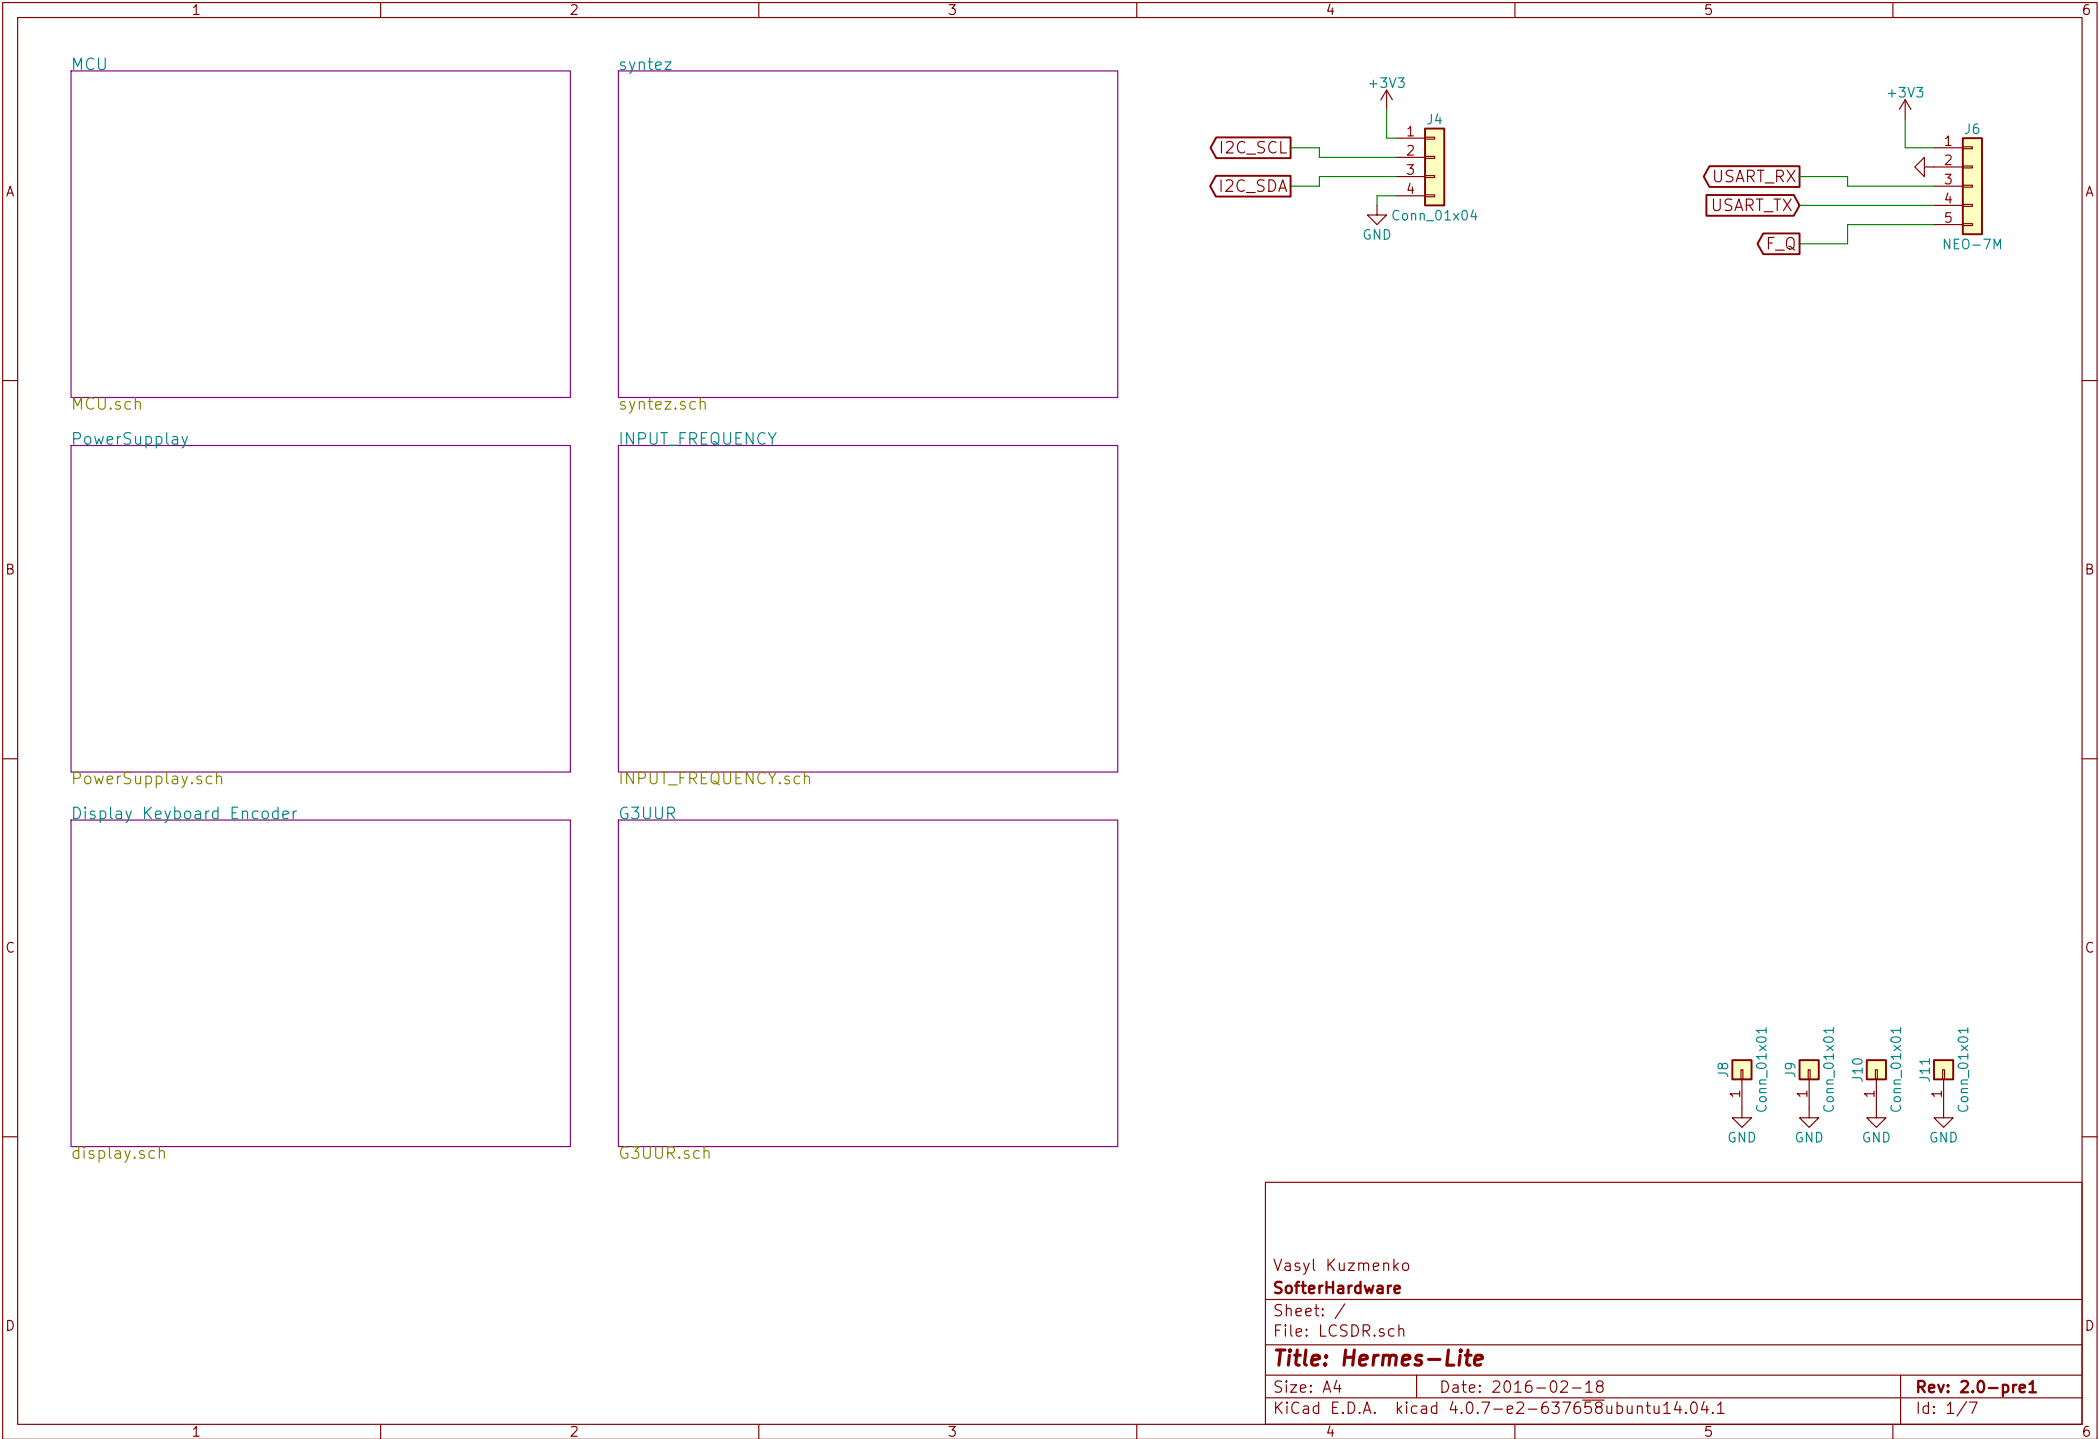 1 2 3 4 5 6
MCU
syntez
MCU.sch
syntez.sch
PowerSupplay
INPUT_FREQUENCY
PowerSupplay.sch
INPUT_FREQUENCY.sch
Display Keyboard Encoder
G3UUR
display.sch
G3UUR.sch
+3V3
J4
I2C_SCL
I2C_SDA
1
2
3
4
Conn_01x04
GND
+3V3
J6
USART_RX
USART_TX
F_Q
1
2
3
4
5
NEO-7M
A
A
B
B
C
C
D
D
J8
Conn_01x01
1
GND
J9
Conn_01x01
1
GND
J10
Conn_01x01
1
GND
J11
Conn_01x01
1
GND
Vasyl Kuzmenko
SofterHardware
Sheet: /
File: LCSDR.sch
Title: Hermes-Lite
Size: A4 Date: 2016-02-18 Rev: 2.0-pre1
KiCad E.D.A. kicad 4.0.7-e2-637658ubuntu14.04.1 Id: 1/7
1 2 3 4 5 6